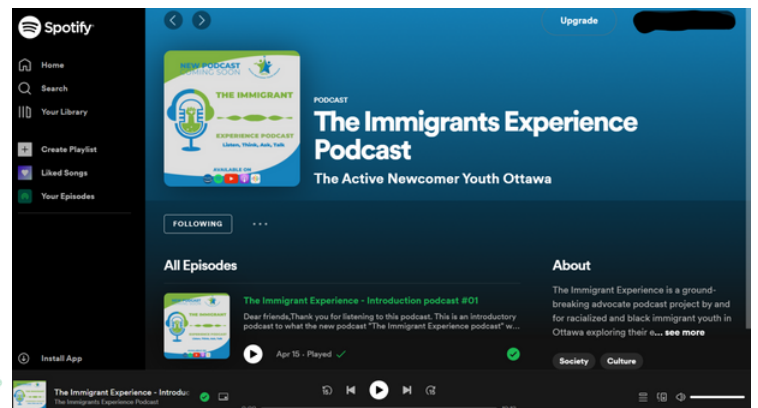 Spotify
Home
Search
Your Library
Create Playlist
Liked Songs
Your Episodes
Install App
Upgrade
NEW PODCAST
COMING SOON
THE IMMIGRANT
EXPERIENCE PODCAST
Listen, Think, Ask, Talk
AVAILABLE ON
PODCAST
The Immigrants Experience
Podcast
The Active Newcomer Youth Ottawa
FOLLOWING
All Episodes
The Immigrant Experience - Introduction podcast #01
Dear friends,Thank you for listening to this podcast. This is an introductory
podcast to what the new podcast "The Immigrant Experience podcast" w...
Apr 15 · Played
About
The Immigrant Experience is a ground-
breaking advocate podcast project by and
for racialized and black immigrant youth in
Ottawa exploring their e... see more
Society
Culture
The Immigrant Experience - Introduc
The Immigrants Experience Podcast